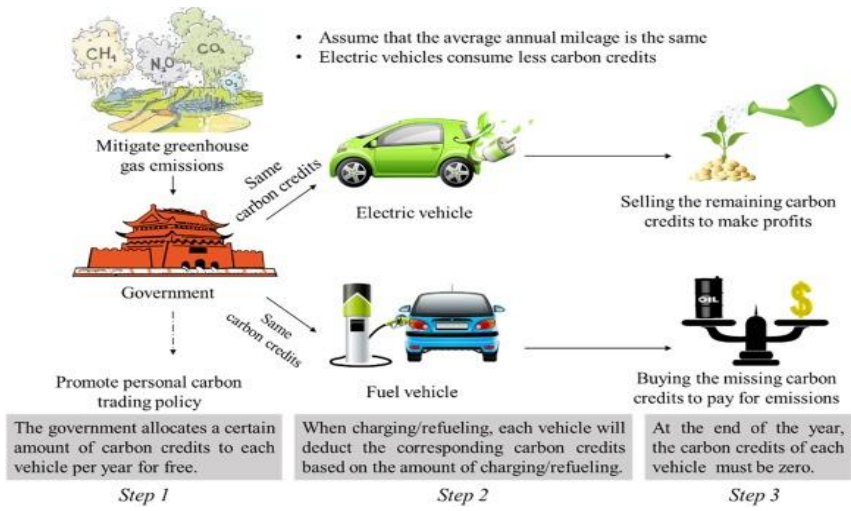 CH4
N2O
CO2
O3
• Assume that the average annual mileage is the same
• Electric vehicles consume less carbon credits
Mitigate greenhouse
gas emissions
Same
carbon credits
Electric vehicle
Selling the remaining carbon
credits to make profits
Government
Same
carbon credits
OIL
$
Promote personal carbon
trading policy
Fuel vehicle
Buying the missing carbon
credits to pay for emissions
The government allocates a certain
amount of carbon credits to each
vehicle per year for free.
When charging/refueling, each vehicle will
deduct the corresponding carbon credits
based on the amount of charging/refueling.
At the end of the year,
the carbon credits of each
vehicle must be zero.
Step 1
Step 2
Step 3